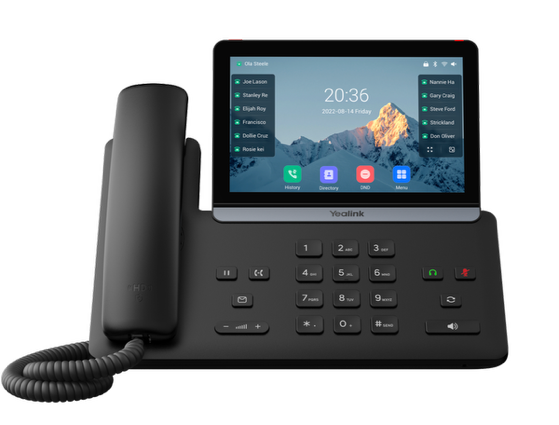 Ola Steele
Joe Lason
Stanley Re
Elijah Roy
Francisco
Dollie Cruz
Rosie kei
20:36
2022-08-14 Friday
Nannie Ha
Gary Craig
Steve Ford
Strickland
Don Oliver
History
Directory
DND
Menu
Yealink
1 2 ABC 3 DEF
4 GHI 5 JKL 6 MNO
7 PQRS 8 TUV 9 WXYZ
* . 0 # SEND